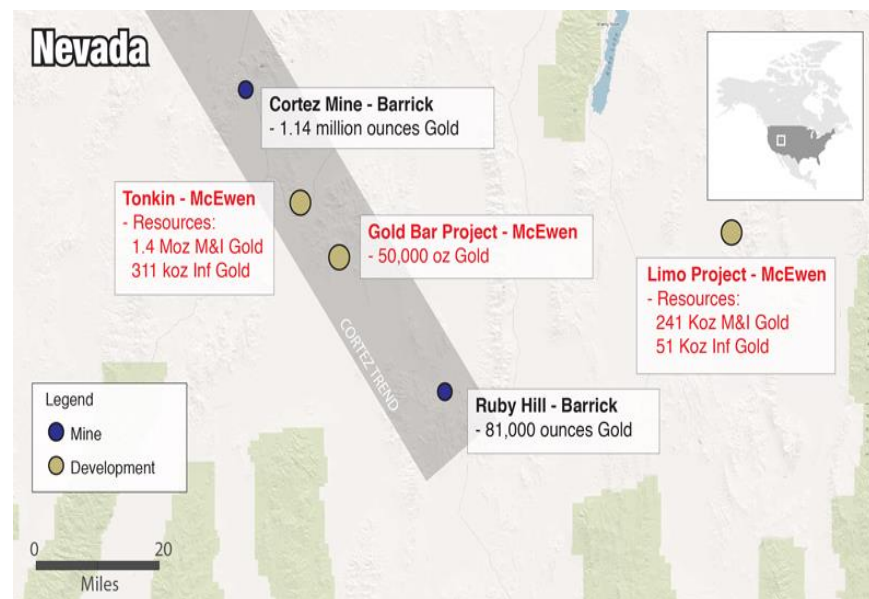 Nevada
Cortez Mine - Barrick
- 1.14 million ounces Gold
Tonkin - McEwen
- Resources:
1.4 Moz M&I Gold
311 koz Inf Gold
Gold Bar Project - McEwen
- 50,000 oz Gold
Limo Project - McEwen
- Resources:
241 Koz M&I Gold
51 Koz Inf Gold
CORTEZ TREND
Ruby Hill - Barrick
- 81,000 ounces Gold
Legend
Mine
Development
0 20
Miles